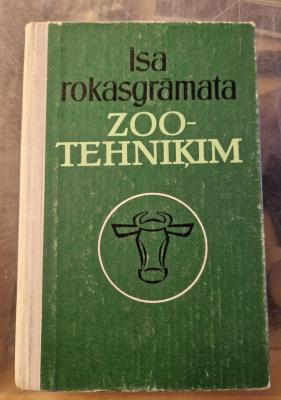 Īsa
rokasgrāmata
ZOO-
TEHNIĶIM